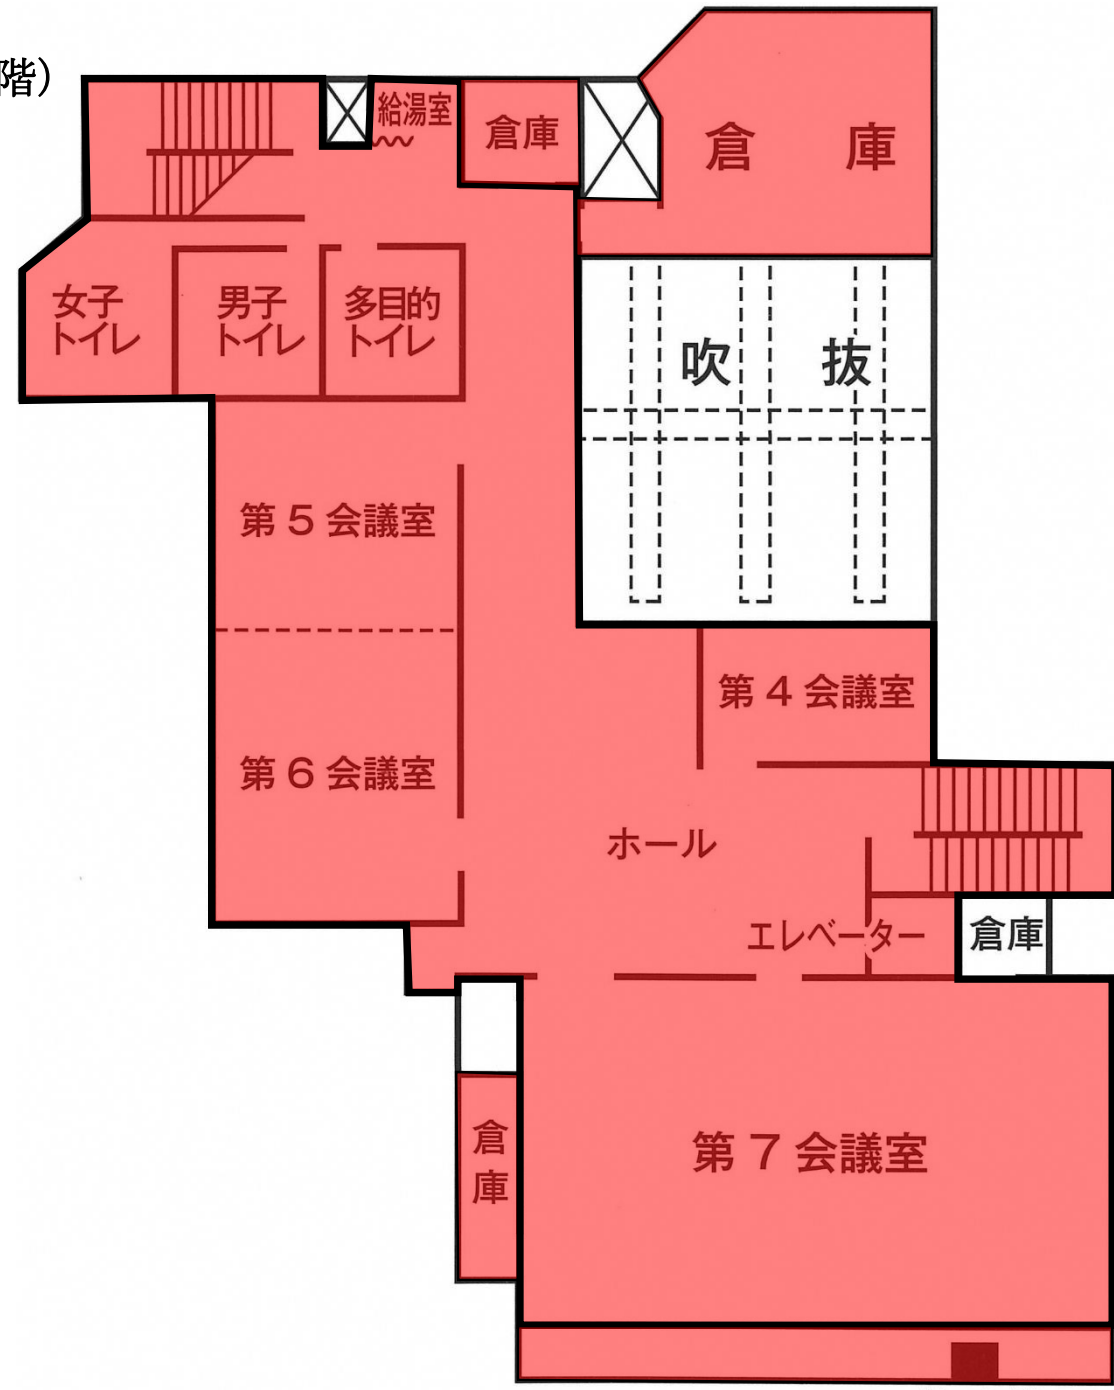 階）
給湯室
倉庫
倉　　庫
女子
トイレ
男子
トイレ
多目的
トイレ
吹　　抜
第５会議室
第４会議室
第６会議室
ホール
エレベーター
倉庫
倉
庫
第７会議室